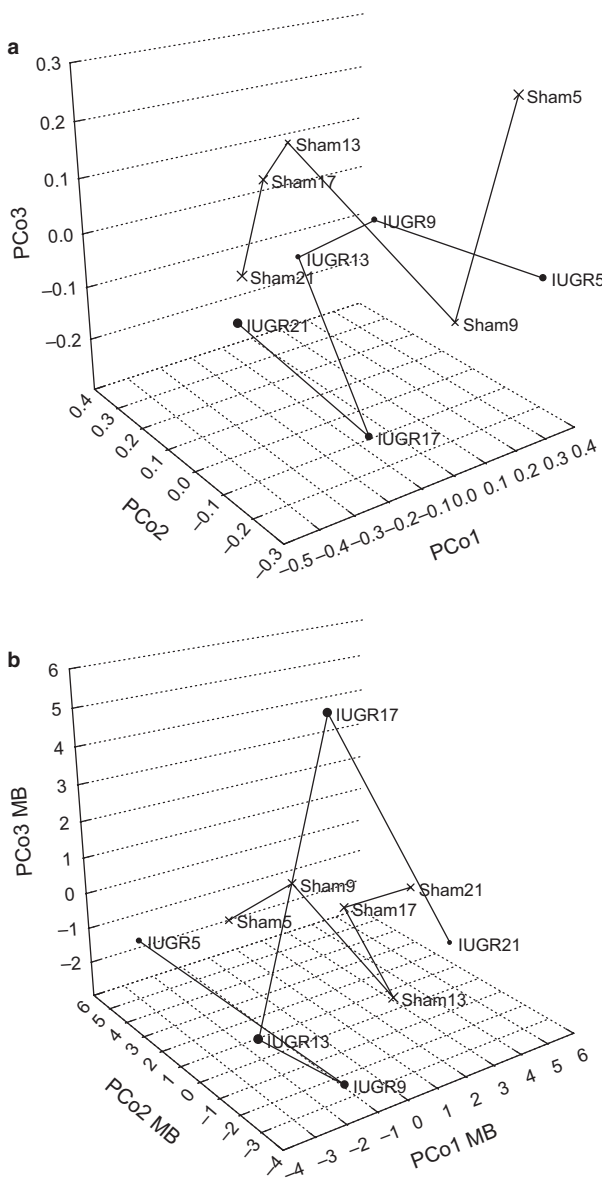 a
0.3
0.2
0.1
0.0
–0.1
–0.2
PCo3
Sham5
Sham13
Sham17
IUGR9
IUGR13
Sham21
IUGR5
IUGR21
Sham9
IUGR17
0.4
0.3
0.2
0.1
0.0
–0.1
–0.2
–0.3
PCo2
–0.5
–0.4
–0.3
–0.2
–0.1
0.0
0.1
0.2
0.3
0.4
PCo1
b
6
5
4
3
2
1
0
–1
–2
PCo3 MB
IUGR17
Sham9
Sham21
Sham17
Sham5
IUGR5
IUGR21
Sham13
IUGR13
IUGR9
6
5
4
3
2
1
0
–1
–2
–3
–4
PCo2 MB
–4
–3
–2
–1
0
1
2
3
4
5
6
PCo1 MB